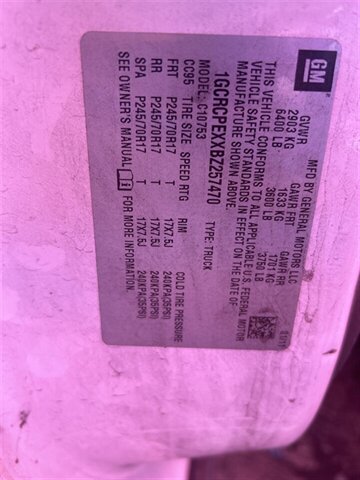 GM
MFD BY GENERAL MOTORS LLC
GVWR GAWR FRT GAWR RR
2903 KG 1633 KG 1701 KG
6400 LB 3600 LB 3750 LB
THIS VEHICLE CONFORMS TO ALL APPLICABLE U.S. FEDERAL MOTOR
VEHICLE SAFETY STANDARDS IN EFFECT ON THE DATE OF
MANUFACTURE SHOWN ABOVE.
1GCRCPEXXBZ257470 TYPE: TRUCK
MODEL: C10753
CC95 TIRE SIZE SPEED RTG RIM COLD TIRE PRESSURE
FRT P245/70R17 T 17X7.5J 240KPA(35PSI)
RR P245/70R17 T 17X7.5J 240KPA(35PSI)
SPA P245/70R17 T 17X7.5J 240KPA(35PSI)
SEE OWNER'S MANUAL FOR MORE INFORMATION.